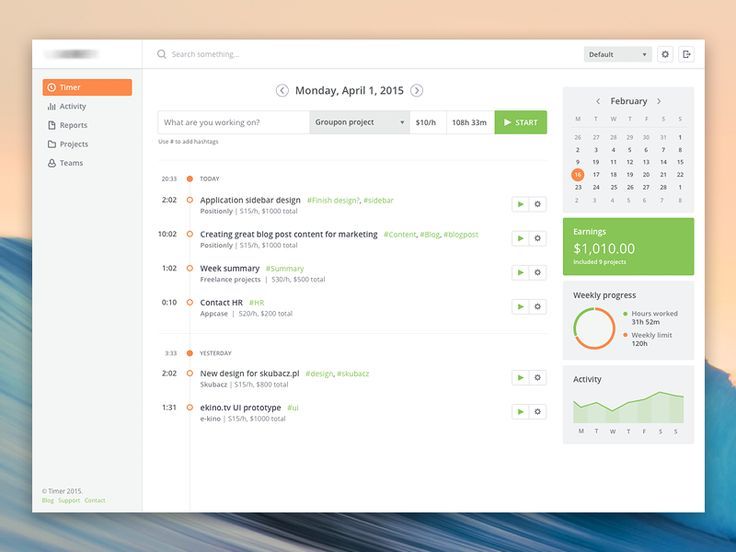 Search something...
Default
Timer
Activity
Reports
Projects
Teams
Monday, April 1, 2015
What are you working on?
Groupon project
$10/h
108h 33m
START
Use # to add hashtags
20:33 TODAY
2:02 Application sidebar design #Finish design?, #sidebar
Positionly | $15/h, $1000 total
10:02 Creating great blog post content for marketing #Content, #Blog, #blogpost
Positionly | $15/h, $1000 total
1:02 Week summary #Summary
Freelance projects | $30/h, $500 total
0:10 Contact HR #HR
Appcase | $20/h, $200 total
3:33 YESTERDAY
2:02 New design for skubacz.pl #design, #skubacz
Skubacz | $15/h, $800 total
1:31 ekino.tv UI prototype #ui
e-kino | $15/h, $1000 total
February
M T W T F S S
26 27 28 29 30 31 1
2 3 4 5 6 7 8
9 10 11 12 13 14 15
16 17 18 19 20 21 22
23 24 25 26 27 28 1
2 3 4 5 6 7 8
Earnings
$1,010.00
Included 9 projects
Weekly progress
Hours worked
31h 52m
Weekly limit
120h
Activity
M T W T F S S
© Timer 2015.
Blog Support Contact